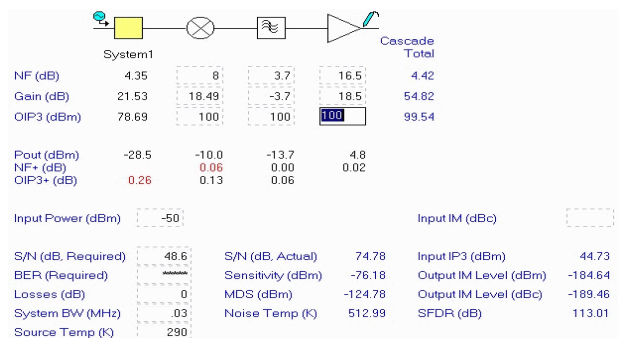 Cascade
System1 Total
NF (dB) 4.35 8 3.7 16.5 4.42
Gain (dB) 21.53 18.49 -3.7 18.5 54.82
OIP3 (dBm) 78.69 100 100 100 99.54
Pout (dBm) -28.5 -10.0 -13.7 4.8
NF+ (dB) 0.06 0.00 0.02
OIP3+ (dB) 0.26 0.13 0.06
Input Power (dBm) -50 Input IM (dBc)
S/N (dB, Required) 48.6 S/N (dB, Actual) 74.78 Input IP3 (dBm) 44.73
BER (Required) ***** Sensitivity (dBm) -76.18 Output IM Level (dBm) -184.64
Losses (dB) 0 MDS (dBm) -124.78 Output IM Level (dBc) -189.46
System BW (MHz) .03 Noise Temp (K) 512.99 SFDR (dB) 113.01
Source Temp (K) 290